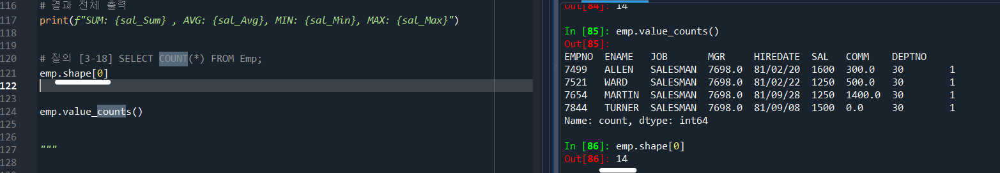 116 # 결과 전체 출력
117 print(f"SUM: {sal_Sum} , AVG: {sal_Avg}, MIN: {sal_Min}, MAX: {sal_Max}")
118
119
120 # 질의 [3-18] SELECT COUNT(*) FROM Emp;
121 emp.shape[0]
122
123
124 emp.value_counts()
125
126
127 """
128
Out[84]: 14
In [85]: emp.value_counts()
Out[85]:
EMPNO ENAME JOB MGR HIREDATE SAL COMM DEPTNO
7499 ALLEN SALESMAN 7698.0 81/02/20 1600 300.0 30 1
7521 WARD SALESMAN 7698.0 81/02/22 1250 500.0 30 1
7654 MARTIN SALESMAN 7698.0 81/09/28 1250 1400.0 30 1
7844 TURNER SALESMAN 7698.0 81/09/08 1500 0.0 30 1
Name: count, dtype: int64
In [86]: emp.shape[0]
Out[86]: 14